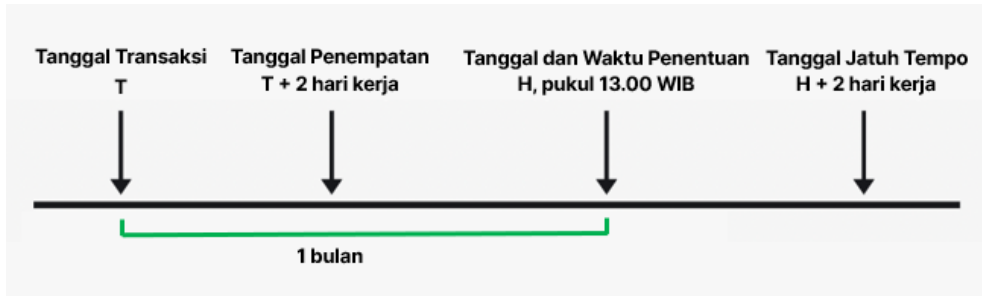 Tanggal Transaksi
T
Tanggal Penempatan
T + 2 hari kerja
Tanggal dan Waktu Penentuan
H, pukul 13.00 WIB
Tanggal Jatuh Tempo
H + 2 hari kerja
1 bulan